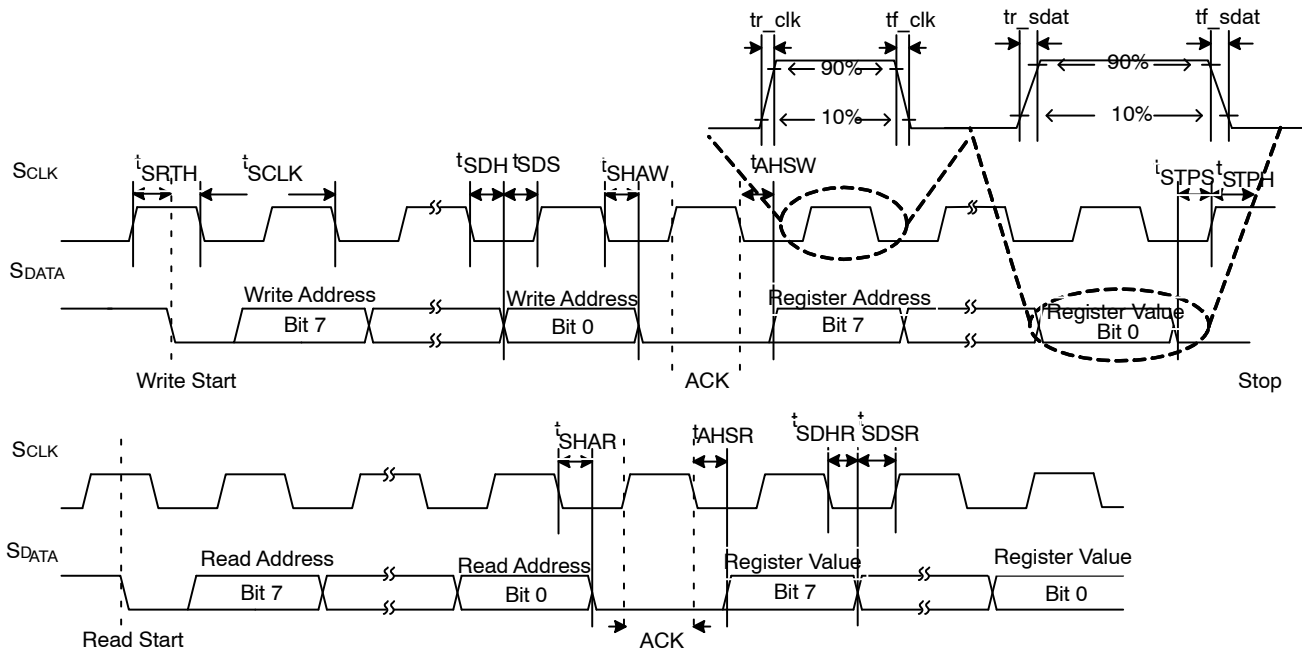 tr_clk tf_clk tr_sdat tf_sdat
90% 90%
10% 10%
SCLK tSRTH tSCLK tSDH tSDS tSHAW tAHSW tSTPS tSTPH
SDATA
Write Address Write Address Register Address Register Value
Bit 7 Bit 0 Bit 7 Bit 0
Write Start ACK Stop
SCLK tSHAR tAHSR tSDHR tSDSR
SDATA
Read Address Read Address Register Value Register Value
Bit 7 Bit 0 Bit 7 Bit 0
Read Start ACK